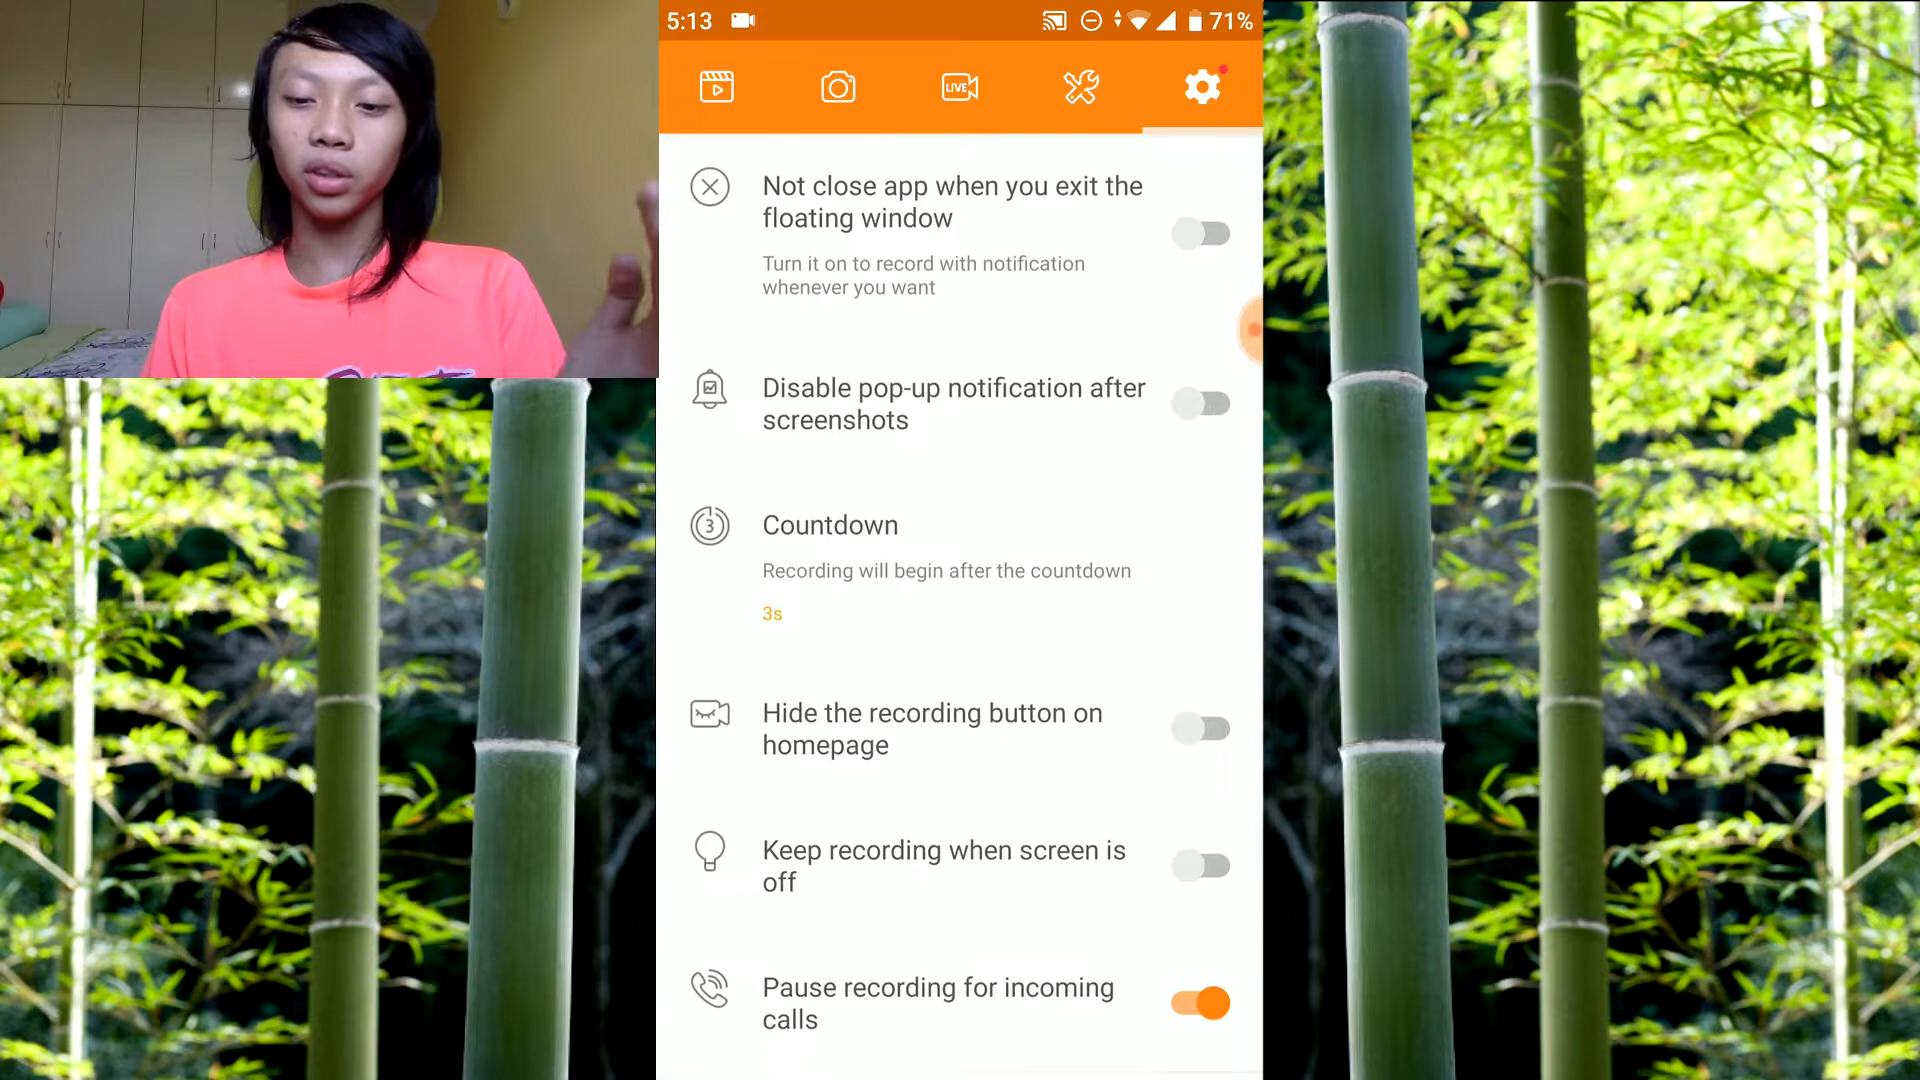 5:13
71%
LIVE
Not close app when you exit the
floating window
Turn it on to record with notification
whenever you want
Disable pop-up notification after
screenshots
3
Countdown
Recording will begin after the countdown
3s
Hide the recording button on
homepage
Keep recording when screen is
off
Pause recording for incoming
calls